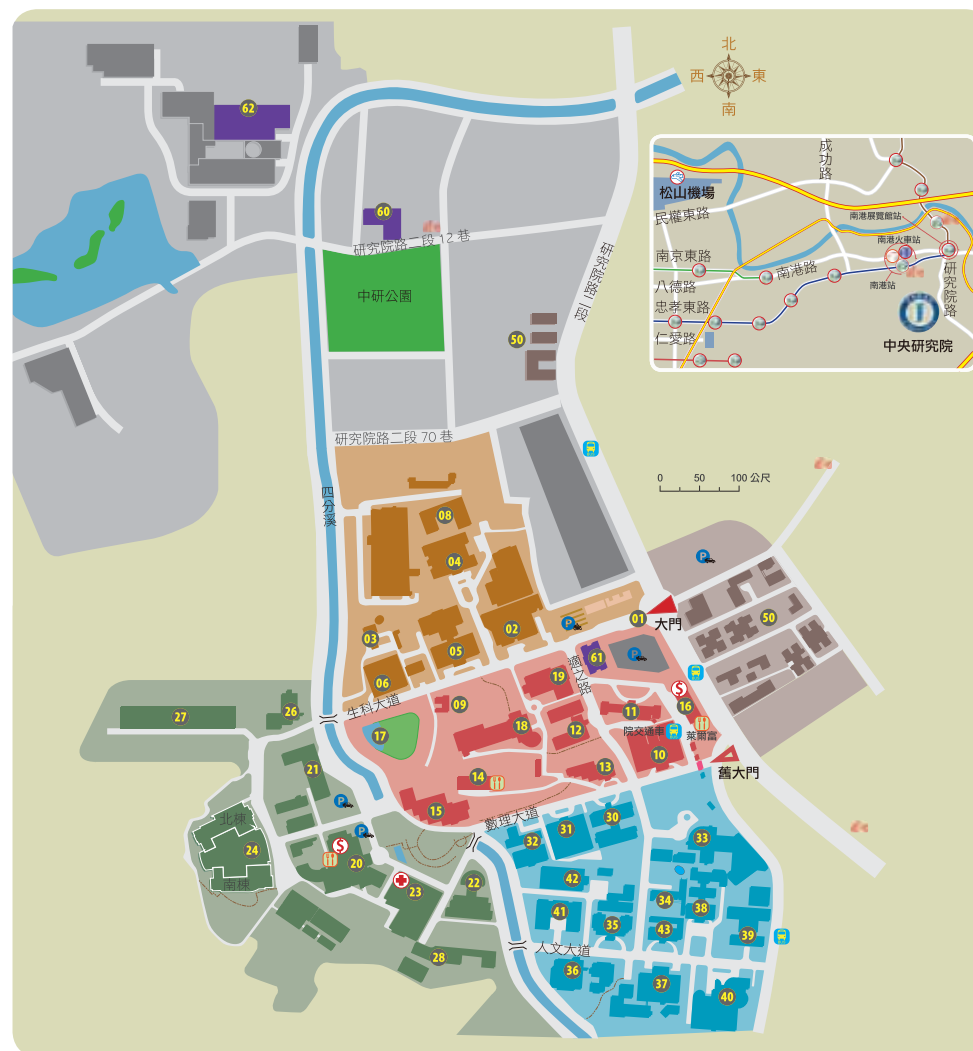 北
西 東
南
62
成功路
松山機場
民權東路
南港展覽館站
南港火車站
南京東路
南港路
研究院路
八德路
南港站
忠孝東路
仁愛路
中央研究院
60
研究院路二段 12 巷
研究院路二段
中研公園
50
研究院路二段 70 巷
0 50 100 公尺
四分溪
08
04
P
01
大門
50
03
02
P
05
61
P
06
適之路
19
生科大道
09
$
16
27
26
11
18
12
17
院交通車
萊爾富
10
21
13
舊大門
14
P
15
數理大道
30
北棟
P
31
32
33
24
$
20
42
南棟
23
22
34
38
41
35
43
39
人文大道
28
36
37
40